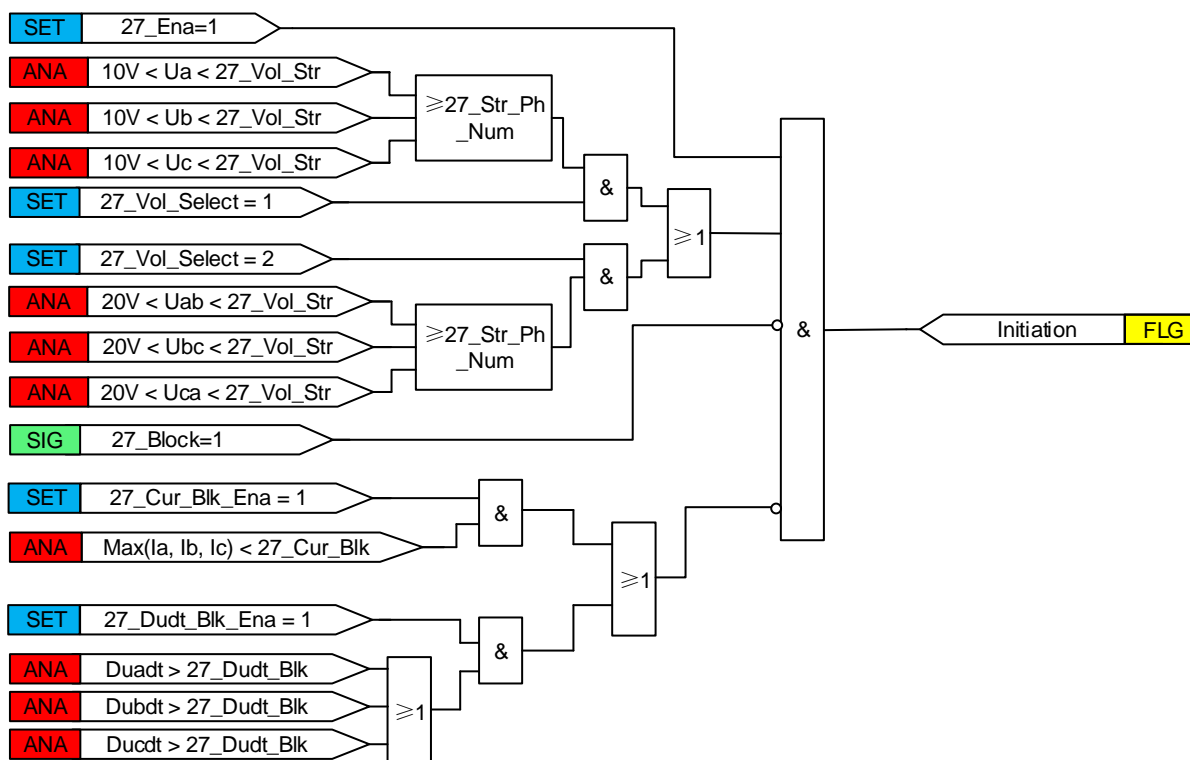 SET 27_Ena=1
ANA 10V < Ua < 27_Vol_Str
ANA 10V < Ub < 27_Vol_Str
ANA 10V < Uc < 27_Vol_Str
≥27_Str_Ph
_Num
SET 27_Vol_Select = 1
&
≥1
SET 27_Vol_Select = 2
&
ANA 20V < Uab < 27_Vol_Str
ANA 20V < Ubc < 27_Vol_Str
ANA 20V < Uca < 27_Vol_Str
≥27_Str_Ph
_Num
&
Initiation FLG
SIG 27_Block=1
SET 27_Cur_Blk_Ena = 1
&
ANA Max(Ia, Ib, Ic) < 27_Cur_Blk
≥1
SET 27_Dudt_Blk_Ena = 1
&
ANA Duadt > 27_Dudt_Blk
ANA Dubdt > 27_Dudt_Blk
ANA Ducdt > 27_Dudt_Blk
≥1